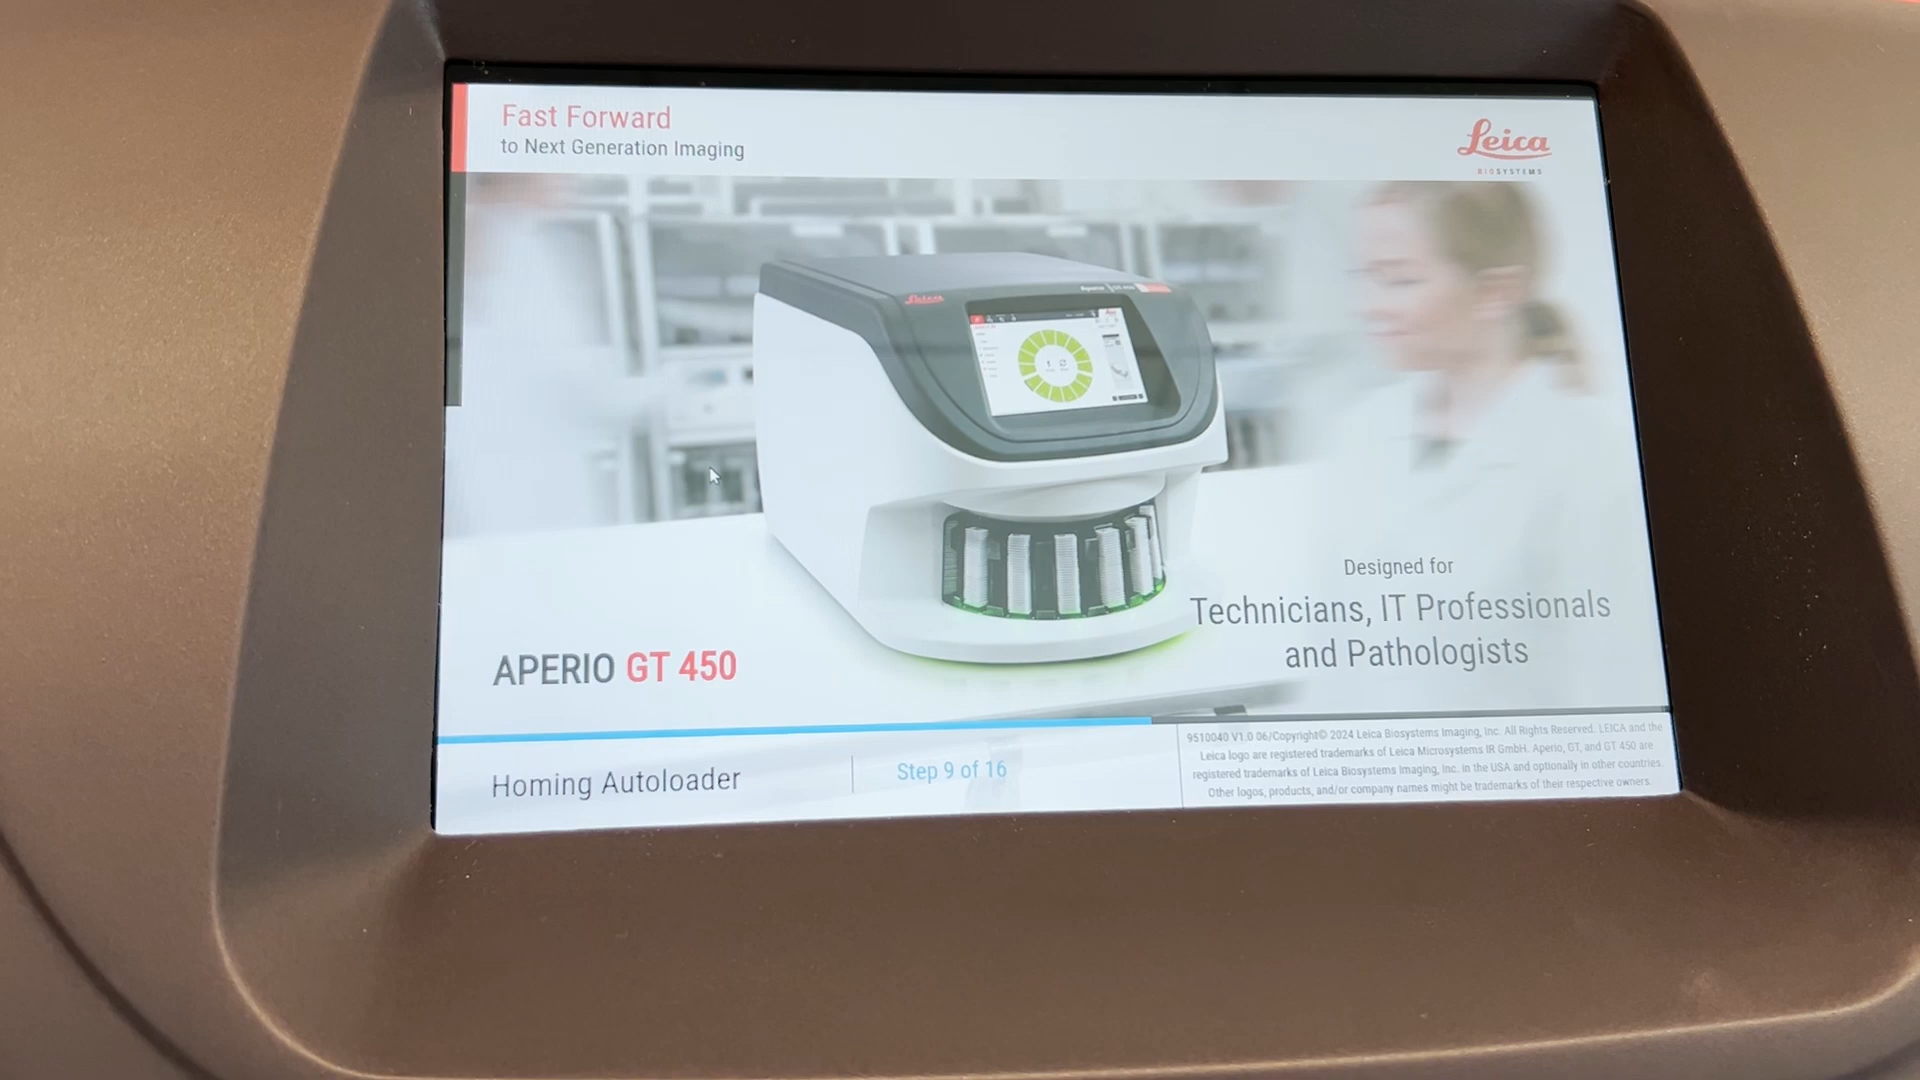 Fast Forward
to Next Generation Imaging
Leica
BIOSYSTEMS
Leica
Designed for
Technicians, IT Professionals
and Pathologists
APERIO GT 450
Homing Autoloader
Step 9 of 16
9510040 V1.0 06/Copyright© 2024 Leica Biosystems Imaging, Inc. All Rights Reserved. LEICA and the
Leica logo are registered trademarks of Leica Microsystems IR GmbH. Aperio, GT, and GT 450 are
registered trademarks of Leica Biosystems Imaging, Inc. in the USA and optionally in other countries.
Other logos, products, and/or company names might be trademarks of their respective owners.